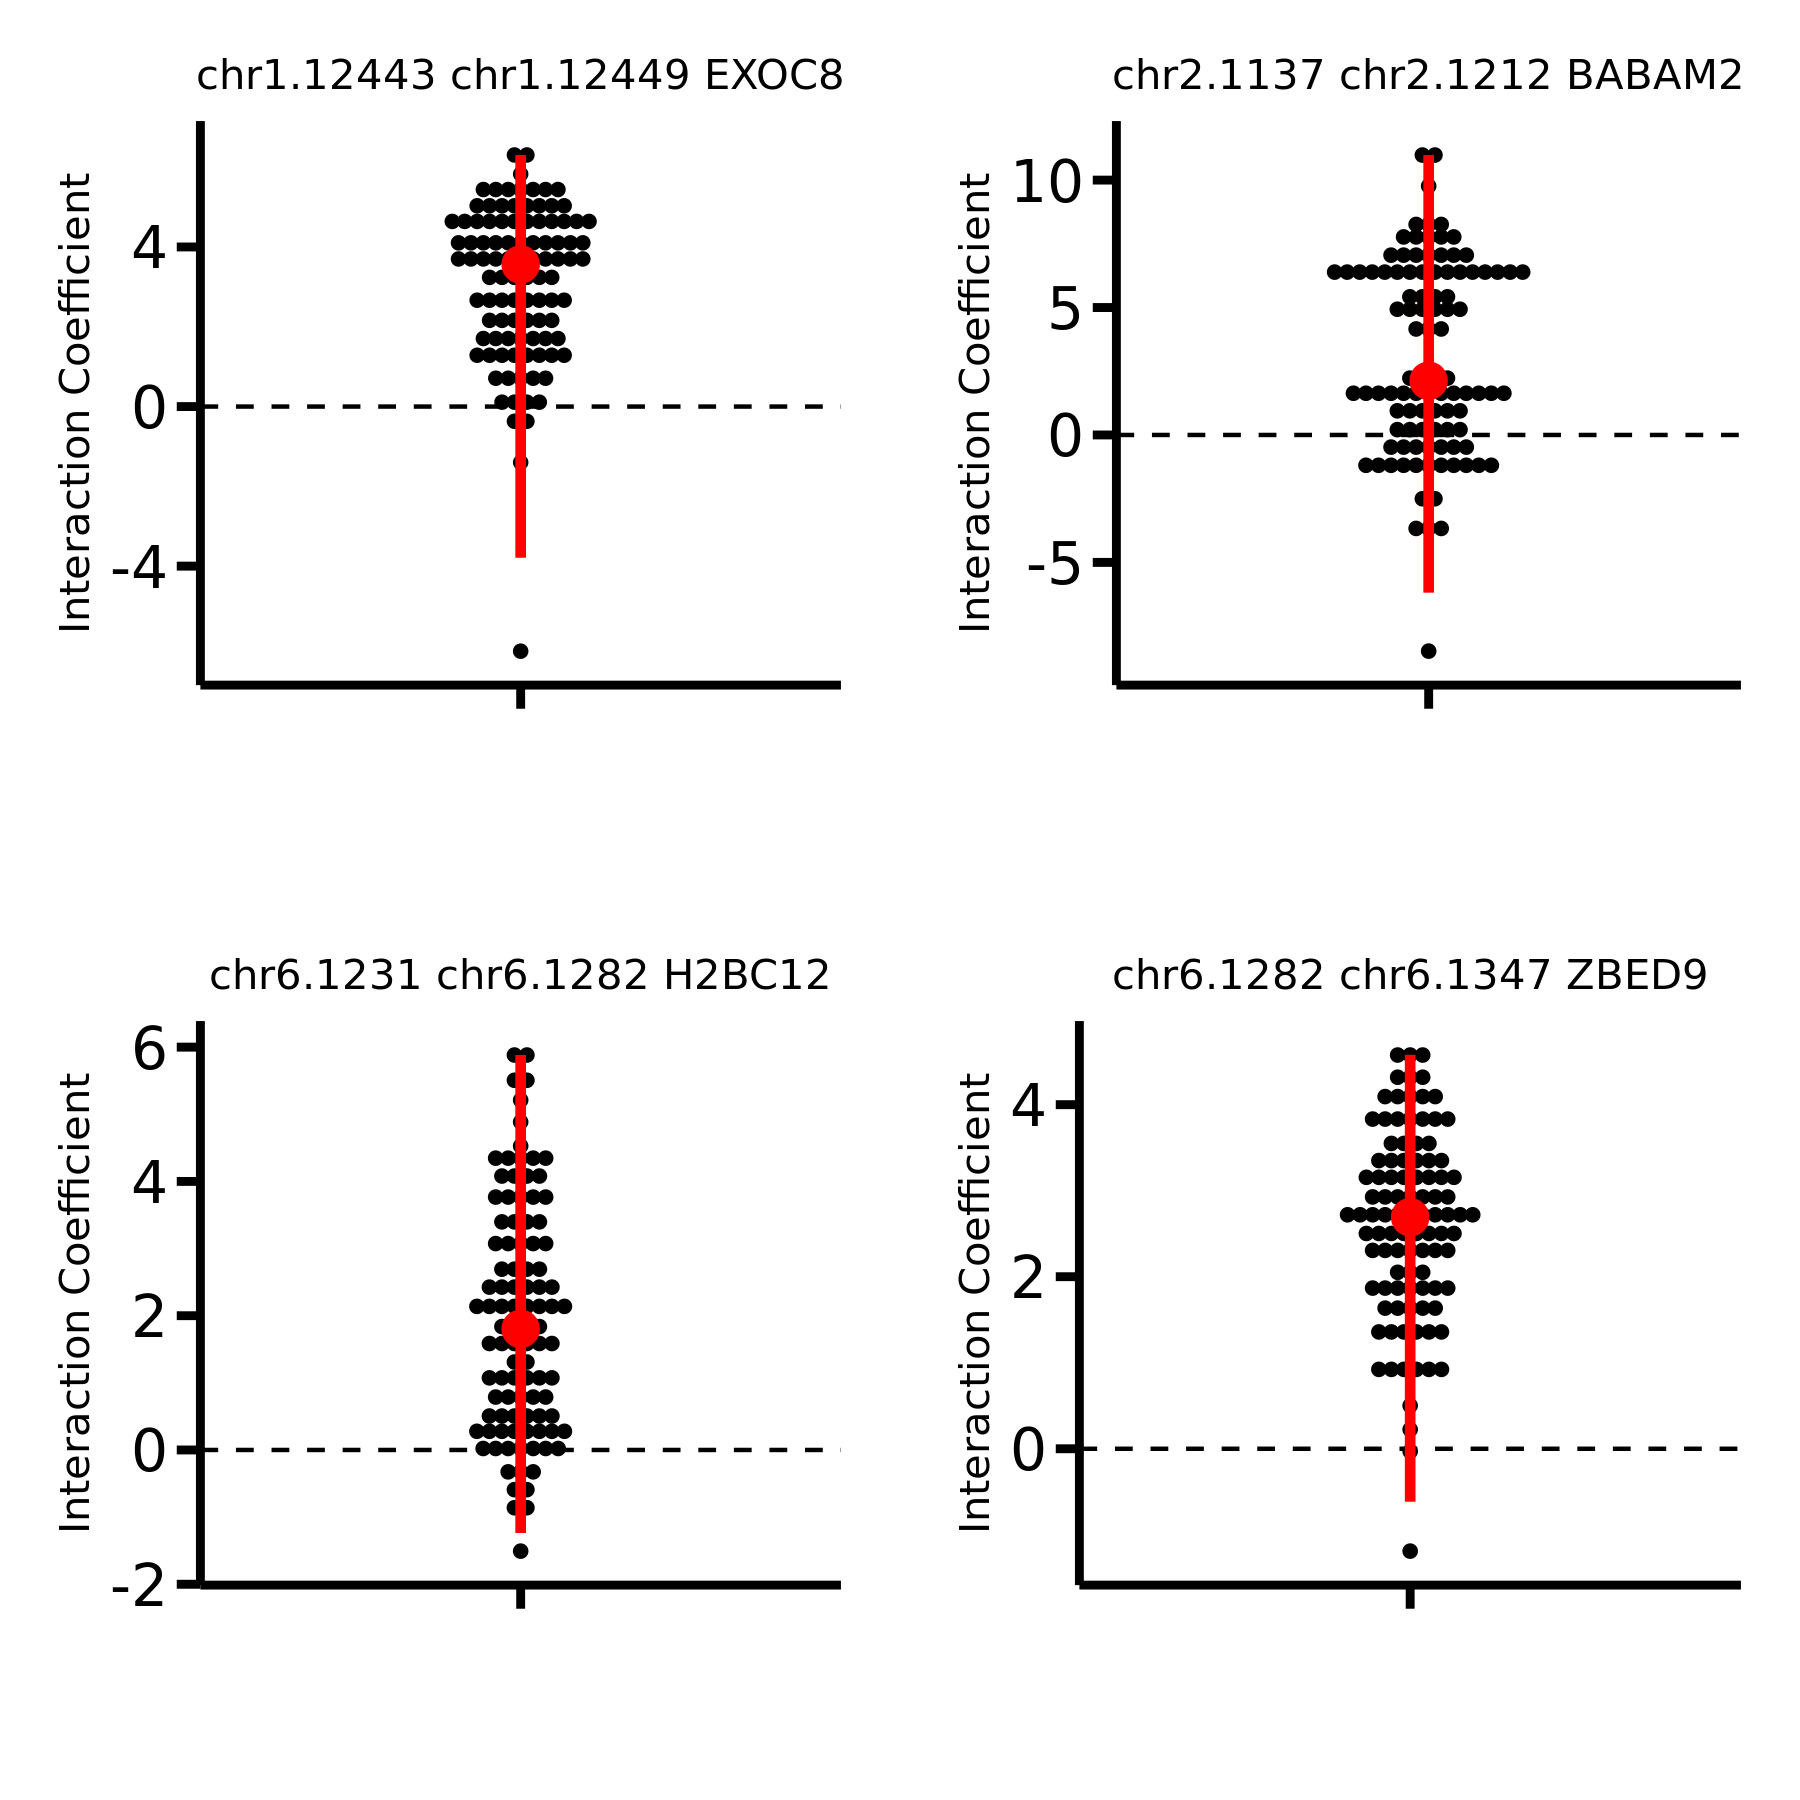 chr1.12443 chr1.12449 EXOC8
Interaction Coefficient
4
0
-4
chr2.1137 chr2.1212 BABAM2
Interaction Coefficient
10
5
0
-5
chr6.1231 chr6.1282 H2BC12
Interaction Coefficient
6
4
2
0
-2
chr6.1282 chr6.1347 ZBED9
Interaction Coefficient
4
2
0